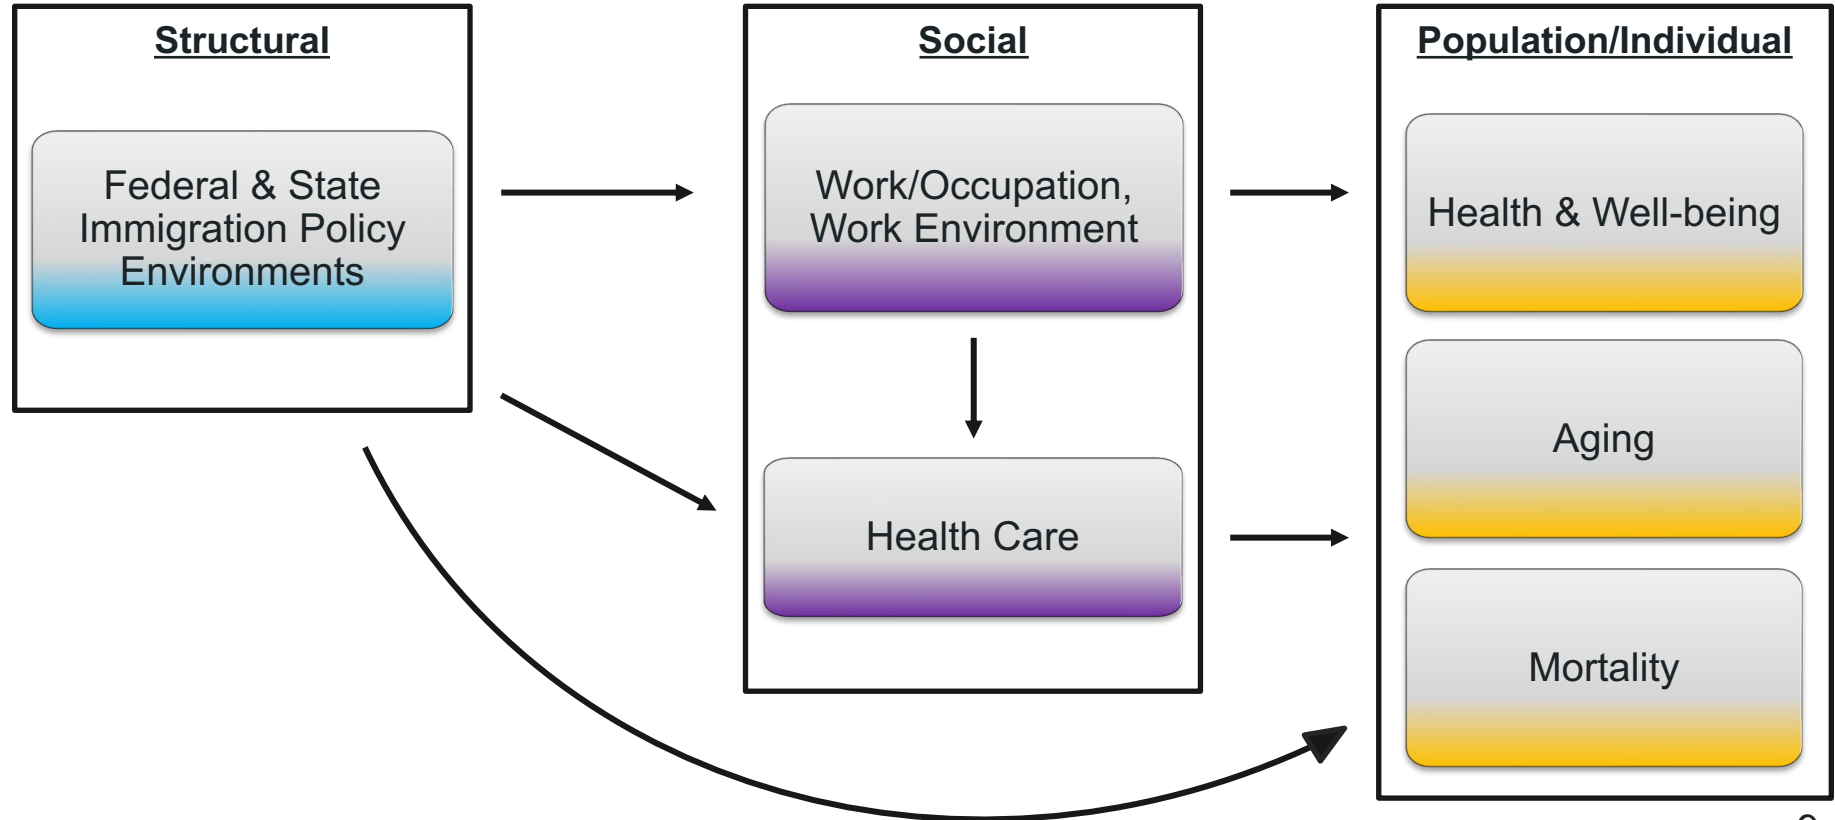 Structural
Federal & State
Immigration Policy
Environments
Social
Work/Occupation,
Work Environment
Health Care
Population/Individual
Health & Well-being
Aging
Mortality